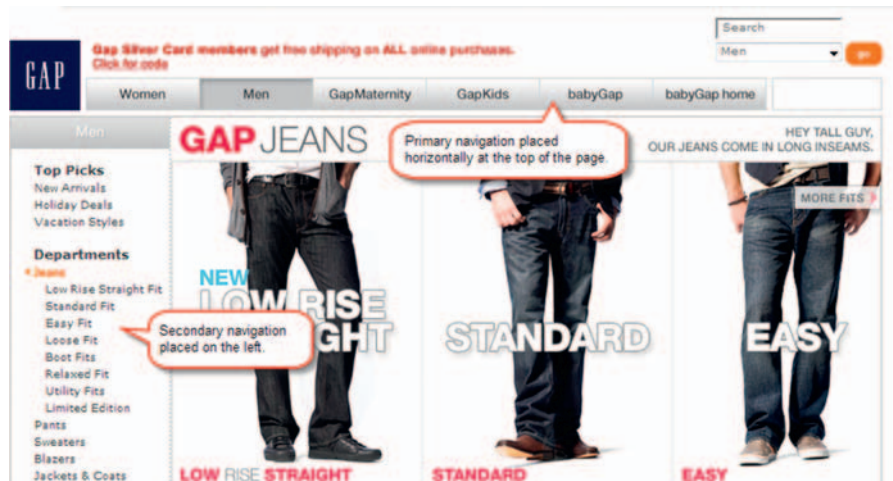 Search
Gap Silver Card members get free shipping on ALL online purchases.
Click for code
Men
go
GAP
Women Men GapMaternity GapKids babyGap babyGap home
Men
GAP JEANS
Primary navigation placed
horizontally at the top of the page.
HEY TALL GUY,
OUR JEANS COME IN LONG INSEAMS.
MORE FITS
Top Picks
New Arrivals
Holiday Deals
Vacation Styles
Departments
Jeans
Low Rise Straight Fit
Standard Fit
Easy Fit
Loose Fit
Boot Fits
Relaxed Fit
Utility Fits
Limited Edition
Pants
Sweaters
Blazers
Jackets & Coats
Secondary navigation
placed on the left.
NEW
LOW RISE
STRAIGHT
STANDARD
EASY
LOW RISE STRAIGHT
STANDARD
EASY